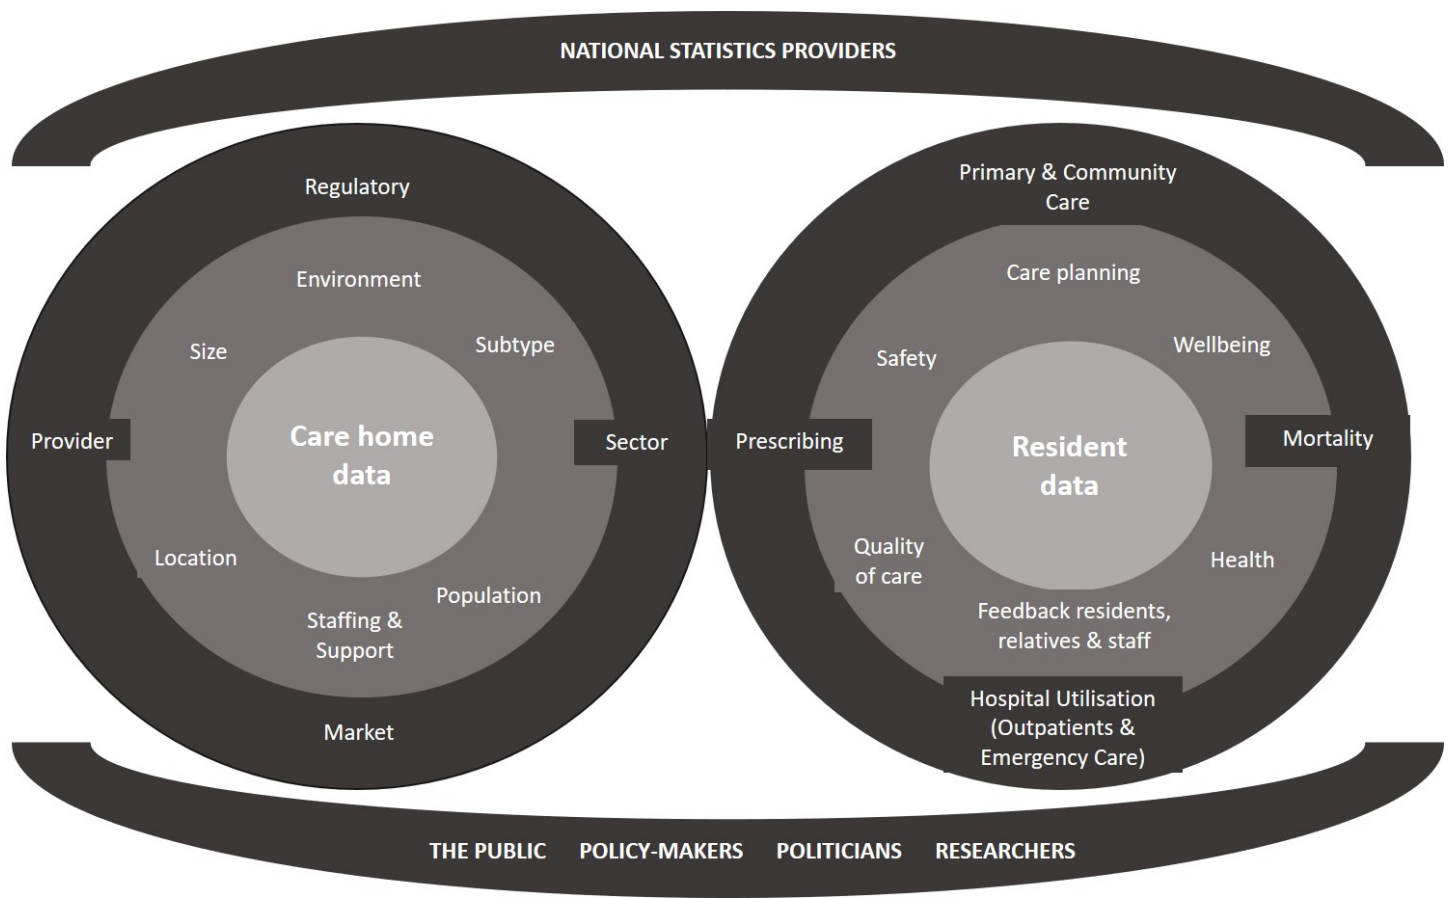 NATIONAL STATISTICS PROVIDERS
Regulatory
Environment
Size
Subtype
Provider
Care home
data
Sector
Location
Population
Staffing &
Support
Market
Primary & Community
Care
Care planning
Safety
Wellbeing
Prescribing
Resident
data
Mortality
Quality
of care
Health
Feedback residents,
relatives & staff
Hospital Utilisation
(Outpatients &
Emergency Care)
THE PUBLIC POLICY-MAKERS POLITICIANS RESEARCHERS